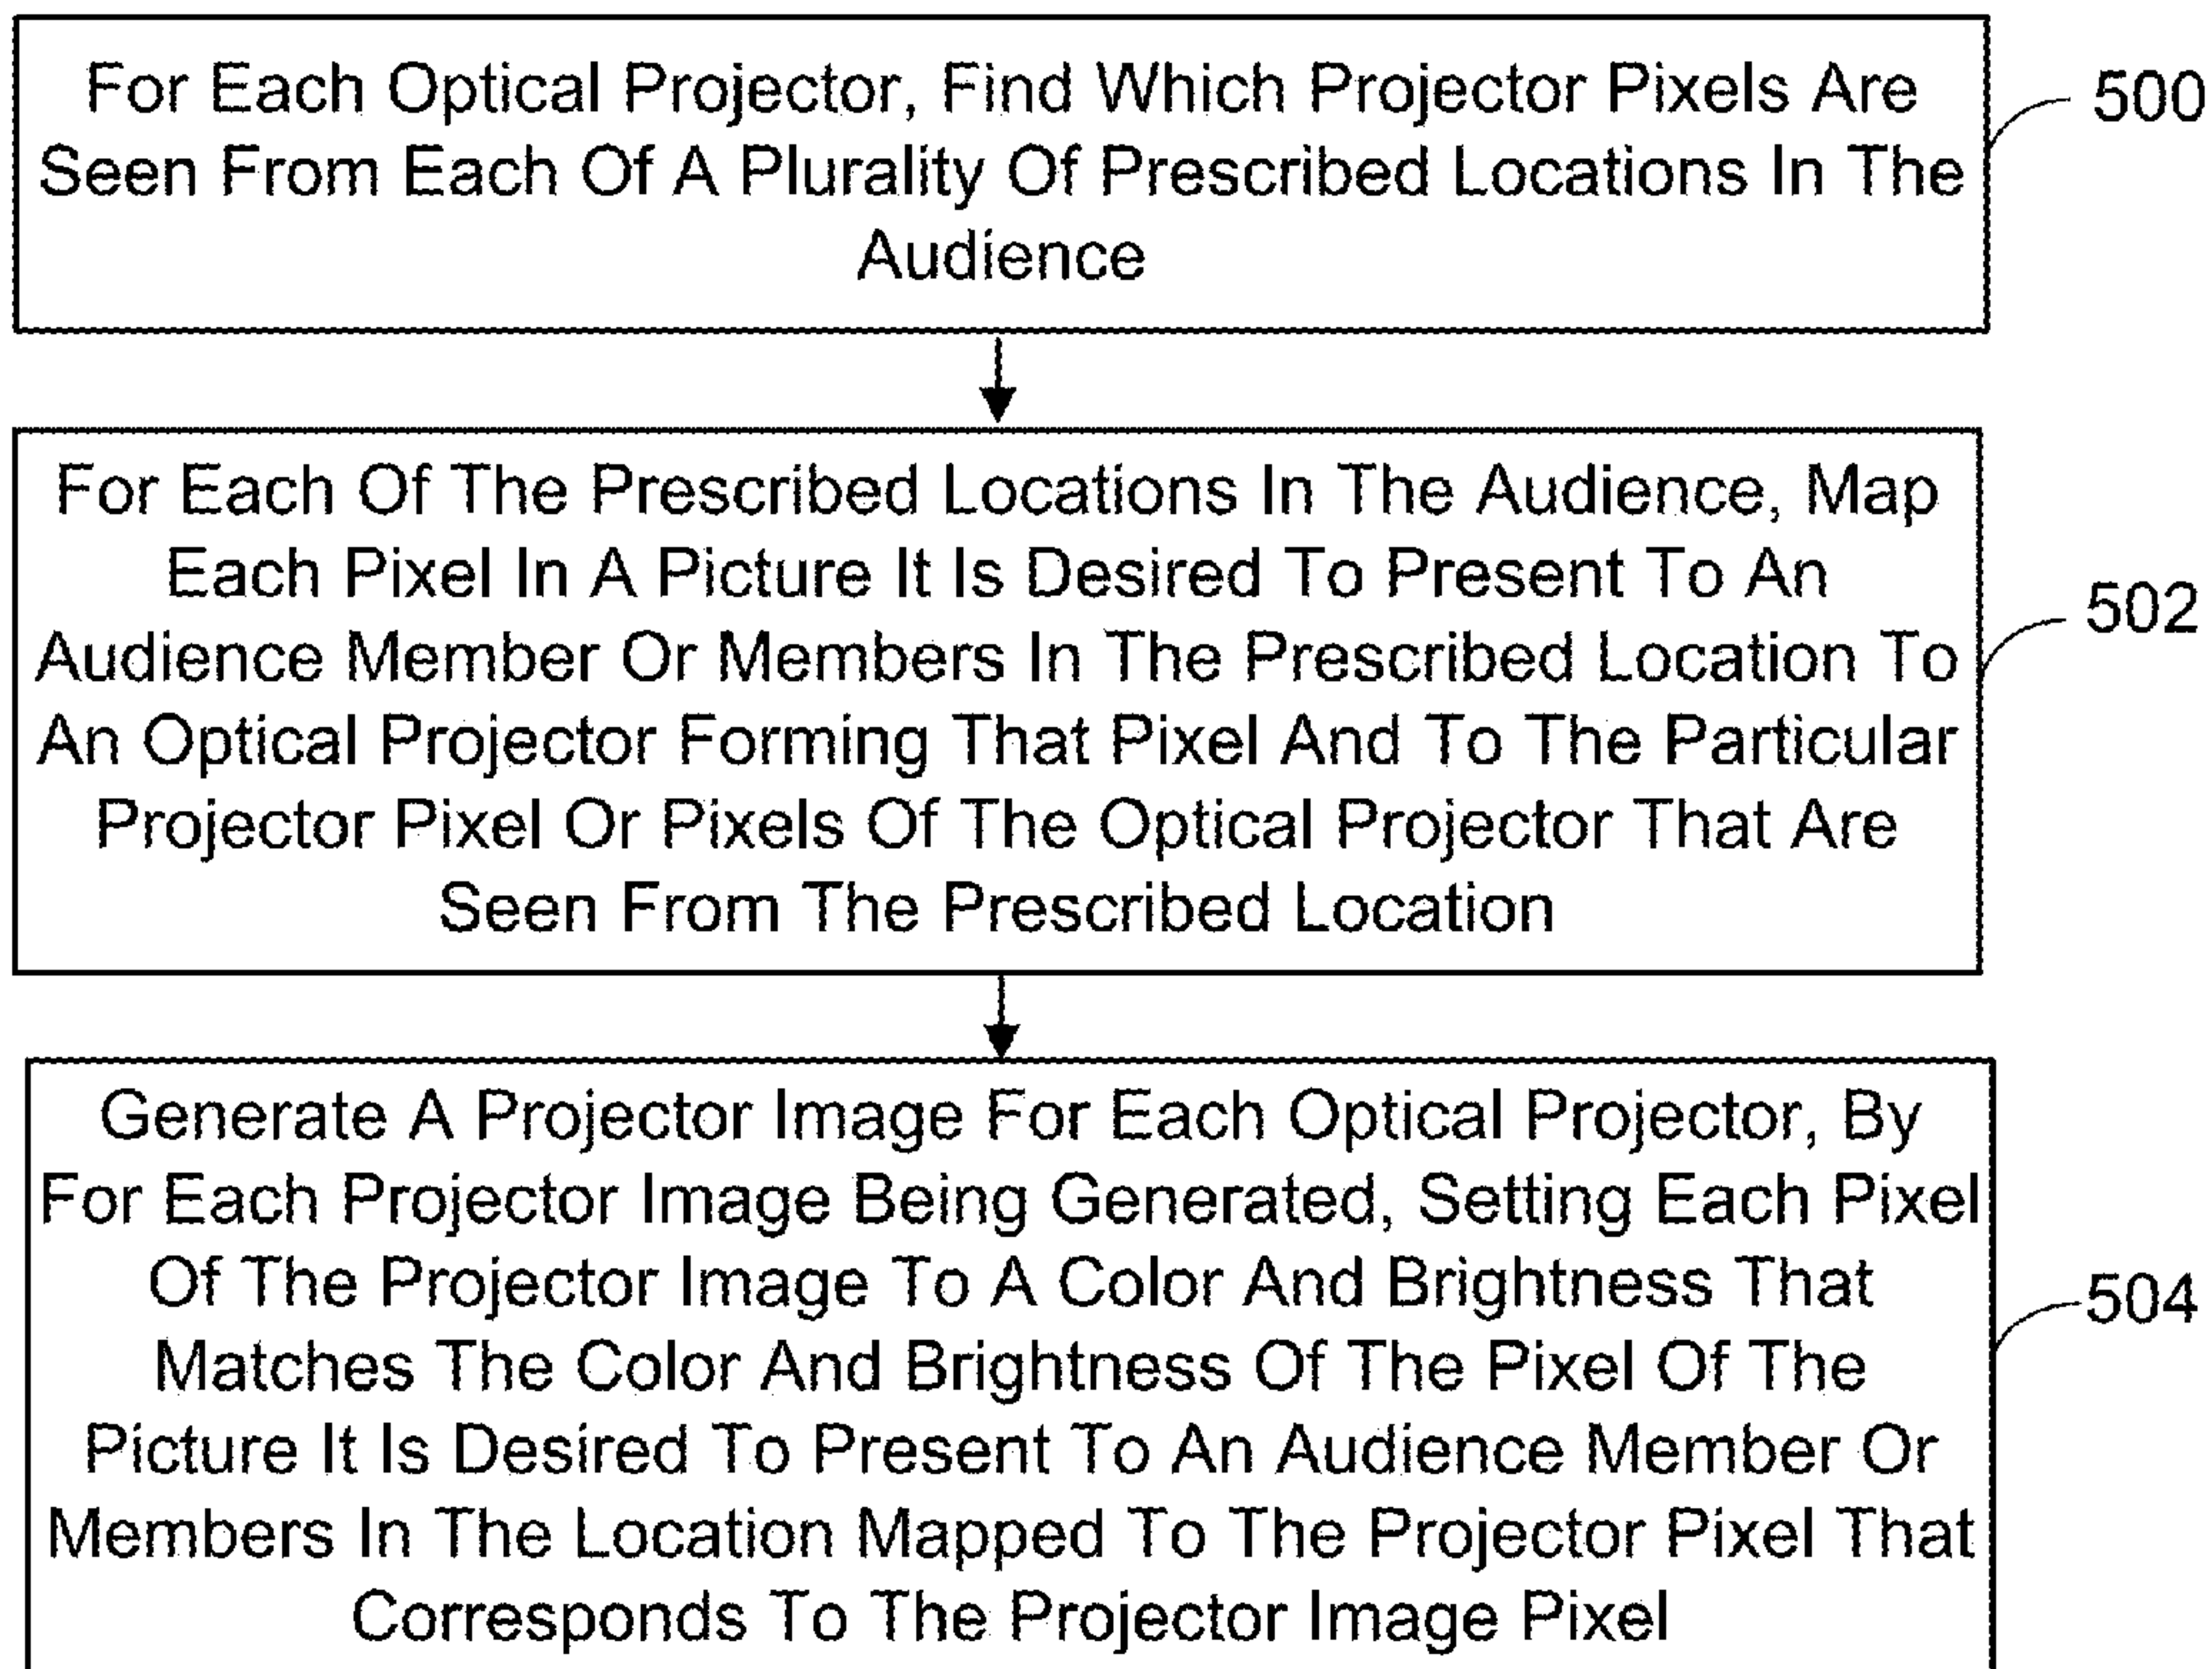 For Each Optical Projector, Find Which Projector Pixels Are
Seen From Each Of A Plurality Of Prescribed Locations In The
Audience
500
For Each Of The Prescribed Locations In The Audience, Map
Each Pixel In A Picture It Is Desired To Present To An
Audience Member Or Members In The Prescribed Location To
An Optical Projector Forming That Pixel And To The Particular
Projector Pixel Or Pixels Of The Optical Projector That Are
Seen From The Prescribed Location
502
Generate A Projector Image For Each Optical Projector, By
For Each Projector Image Being Generated, Setting Each Pixel
Of The Projector Image To A Color And Brightness That
Matches The Color And Brightness Of The Pixel Of The
Picture It Is Desired To Present To An Audience Member Or
Members In The Location Mapped To The Projector Pixel That
Corresponds To The Projector Image Pixel
504